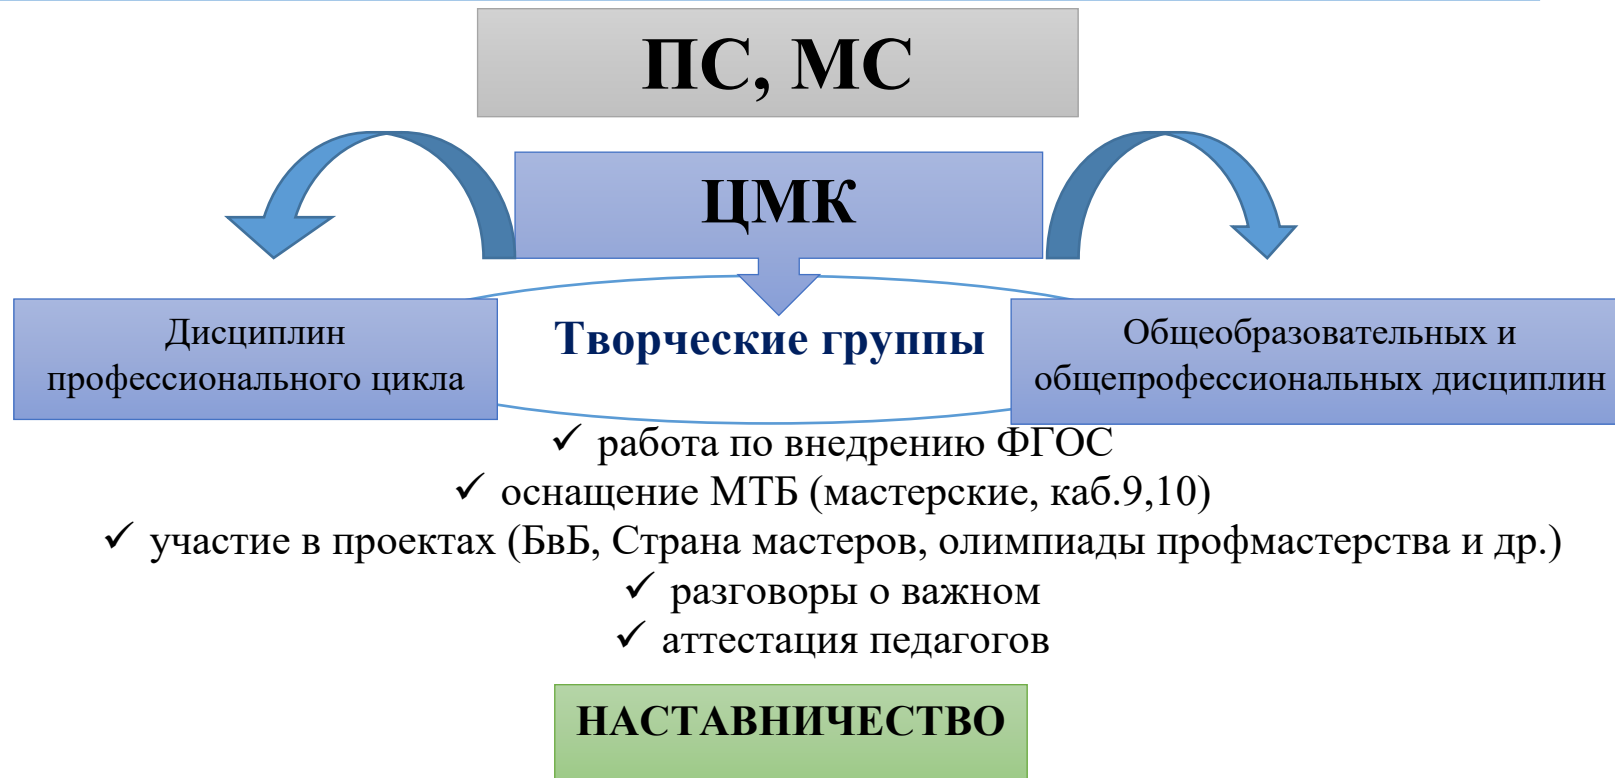 ПС, МС
ЦМК
Дисциплин
профессионального цикла
Творческие группы
Общеобразовательных и
общепрофессиональных дисциплин
✓ работа по внедрению ФГОС
✓ оснащение МТБ (мастерские, каб.9,10)
✓ участие в проектах (БвБ, Страна мастеров, олимпиады профмастерства и др.)
✓ разговоры о важном
✓ аттестация педагогов
НАСТАВНИЧЕСТВО